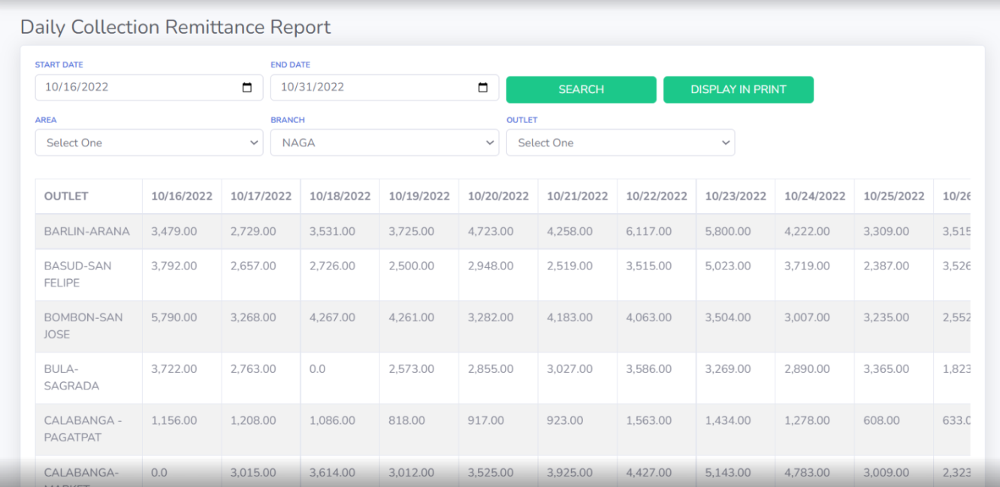 Daily Collection Remittance Report
START DATE END DATE
10/16/2022 10/31/2022 SEARCH DISPLAY IN PRINT
AREA BRANCH OUTLET
Select One NAGA Select One
OUTLET 10/16/2022 10/17/2022 10/18/2022 10/19/2022 10/20/2022 10/21/2022 10/22/2022 10/23/2022 10/24/2022 10/25/2022 10/26
BARLIN-ARANA 3,479.00 2,729.00 3,531.00 3,725.00 4,723.00 4,258.00 6,117.00 5,800.00 4,222.00 3,309.00 3,515
BASUD-SAN 3,792.00 2,657.00 2,726.00 2,500.00 2,948.00 2,519.00 3,515.00 5,023.00 3,719.00 2,387.00 3,526
FELIPE
BOMBON-SAN 5,790.00 3,268.00 4,267.00 4,261.00 3,282.00 4,183.00 4,063.00 3,504.00 3,007.00 3,235.00 2,552
JOSE
BULA- 3,722.00 2,763.00 0.0 2,573.00 2,855.00 3,027.00 3,586.00 3,269.00 2,890.00 3,365.00 1,823
SAGRADA
CALABANGA - 1,156.00 1,208.00 1,086.00 818.00 917.00 923.00 1,563.00 1,434.00 1,278.00 608.00 633.0
PAGATPAT
CALABANGA- 0.0 3,015.00 3,614.00 3,012.00 3,525.00 3,925.00 4,427.00 5,143.00 4,783.00 3,009.00 2,323
MARKET